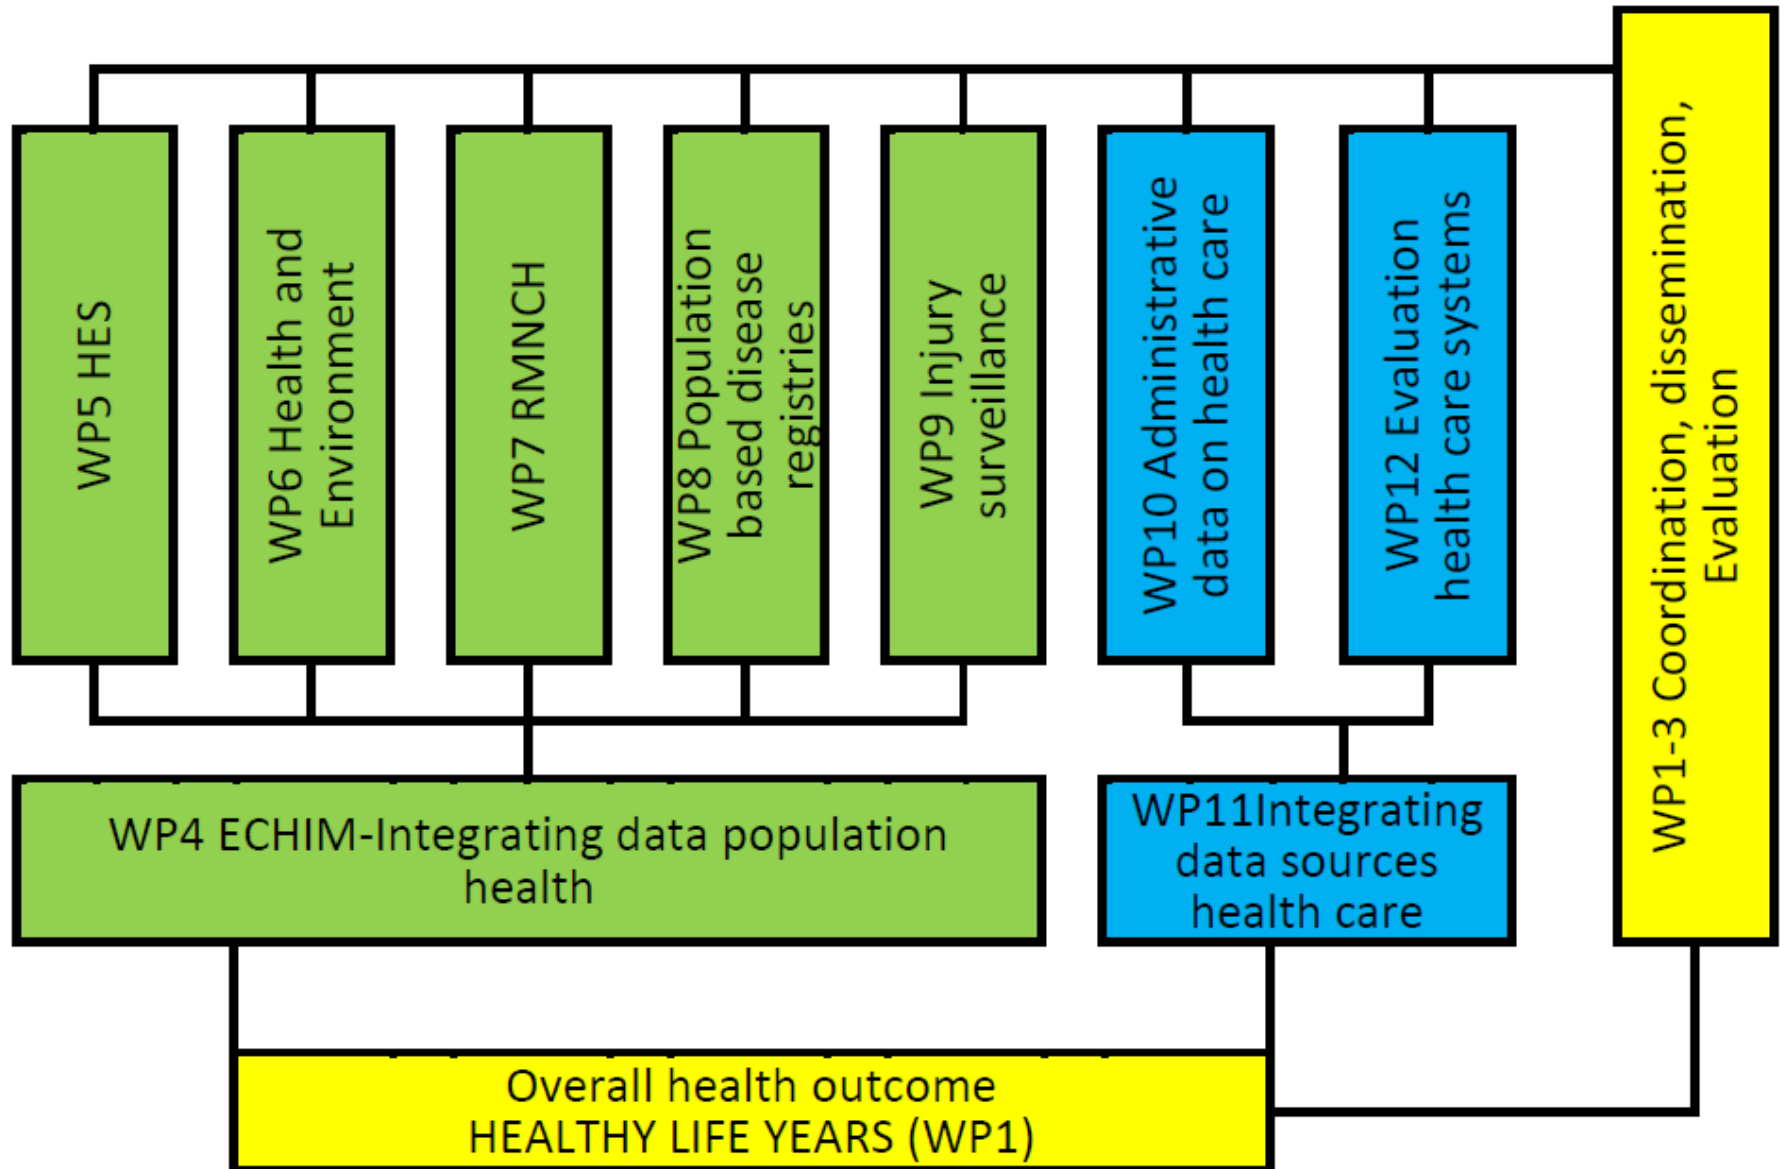 WP5 HES
WP6 Health and
Environment
WP7 RMNCH
WP8 Population
based disease
registries
WP9 Injury
surveillance
WP10 Administrative
data on health care
WP12 Evaluation
health care systems
WP1-3 Coordination, dissemination,
Evaluation
WP4 ECHIM-Integrating data population
health
WP11Integrating
data sources
health care
Overall health outcome
HEALTHY LIFE YEARS (WP1)